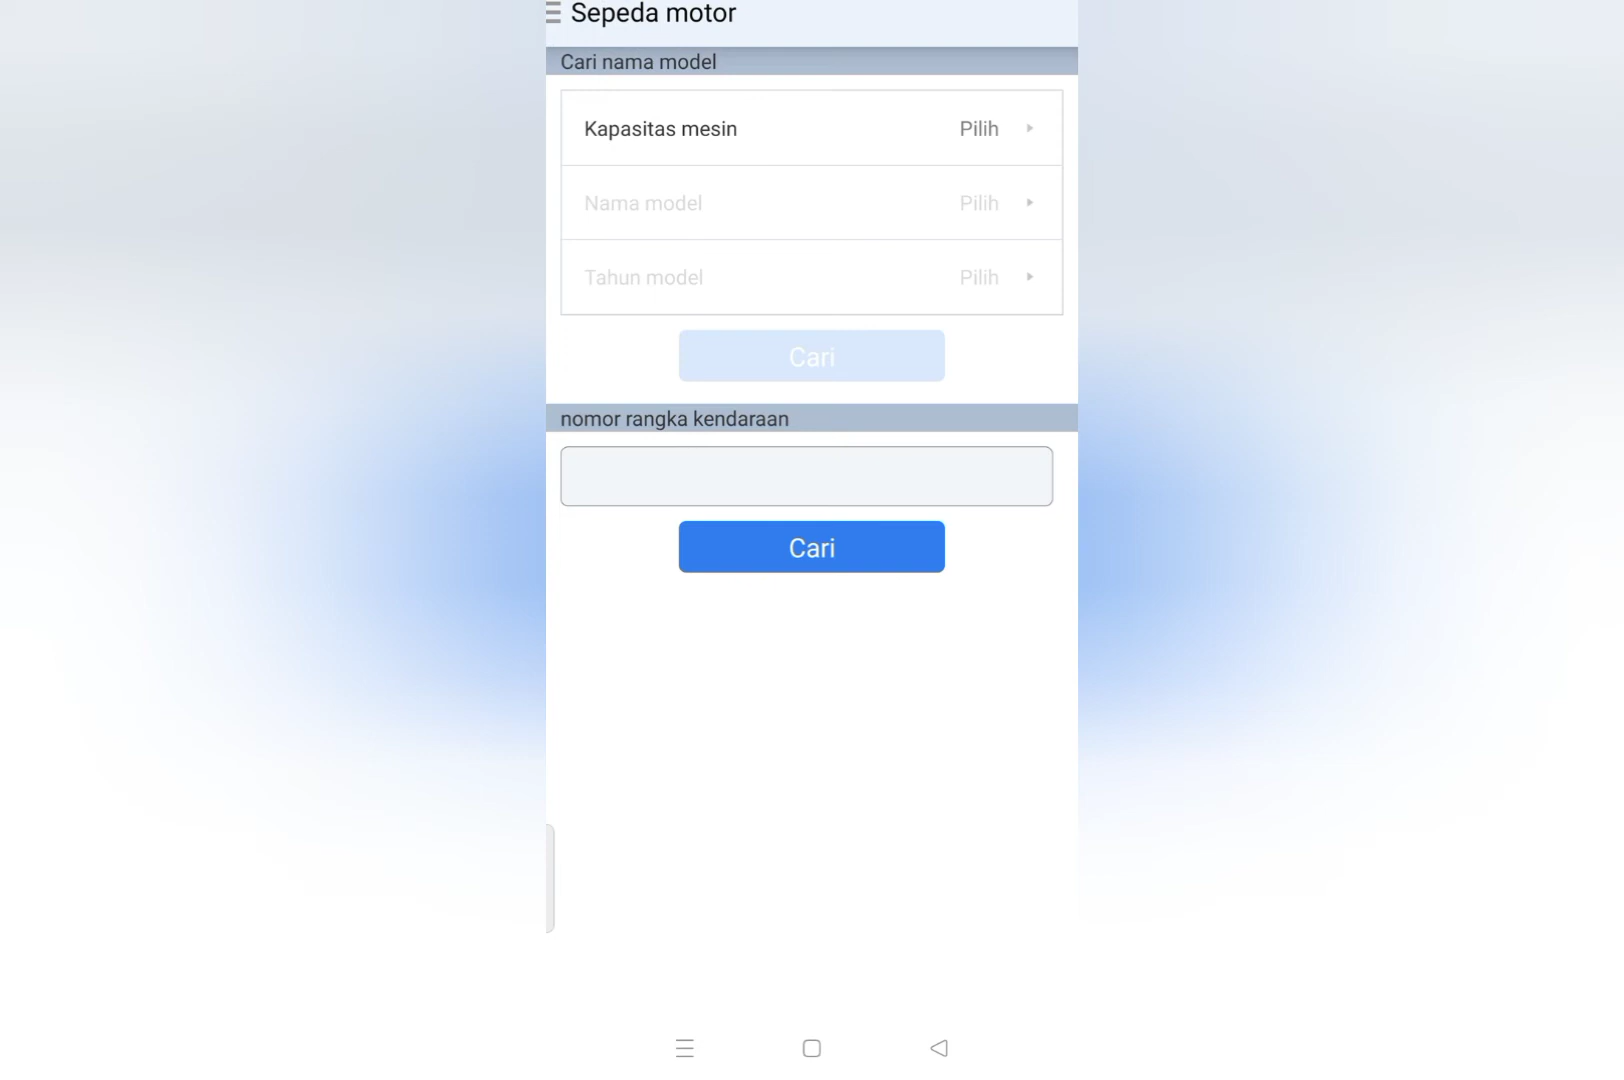 Sepeda motor
Cari nama model
Kapasitas mesin Pilih
Nama model Pilih
Tahun model Pilih
Cari
nomor rangka kendaraan
Cari